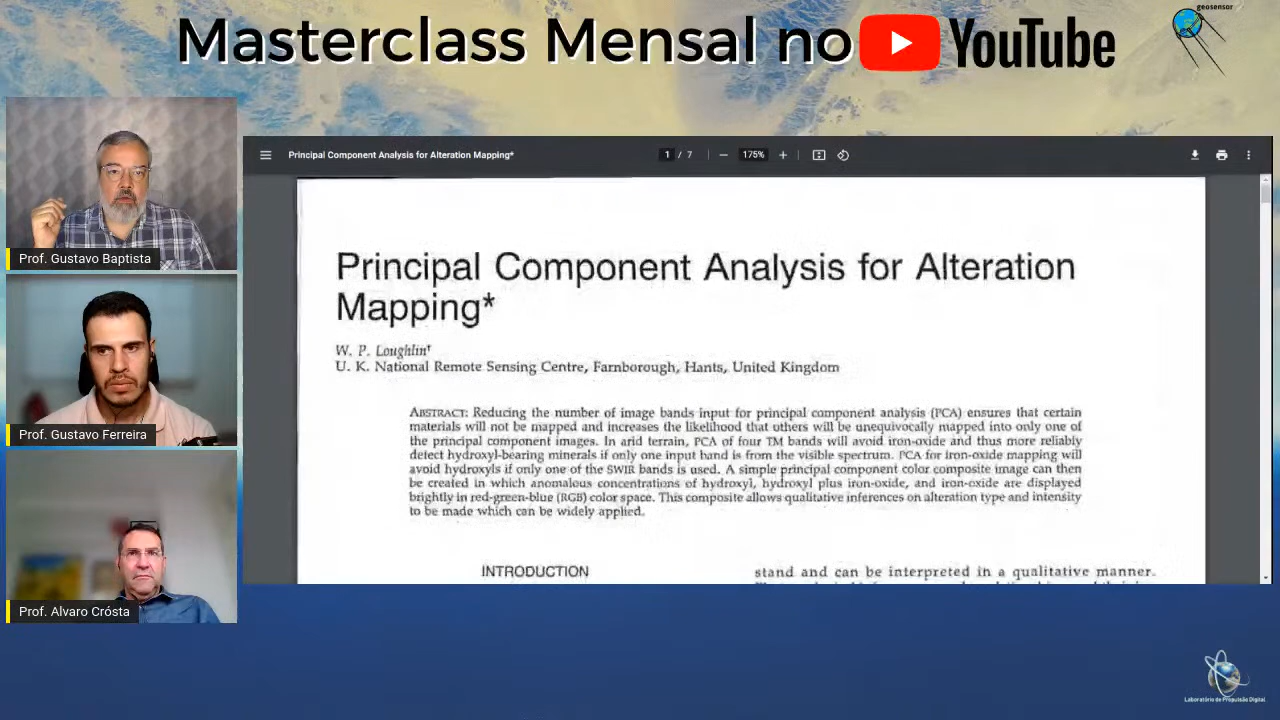 Masterclass Mensal no YouTube
geosensor
Prof. Gustavo Baptista
Prof. Gustavo Ferreira
Prof. Alvaro Crósta
Principal Component Analysis for Alteration Mapping*
1 / 7
175%
Principal Component Analysis for Alteration
Mapping*
W. P. Loughlin†
U. K. National Remote Sensing Centre, Farnborough, Hants, United Kingdom
ABSTRACT: Reducing the number of image bands input for principal component analysis (PCA) ensures that certain
materials will not be mapped and increases the likelihood that others will be unequivocally mapped into only one of
the principal component images. In arid terrain, PCA of four TM bands will avoid iron-oxide and thus more reliably
detect hydroxyl-bearing minerals if only one input band is from the visible spectrum. PCA for iron-oxide mapping will
avoid hydroxyls if only one of the SWIR bands is used. A simple principal component color composite image can then
be created in which anomalous concentrations of hydroxyl, hydroxyl plus iron-oxide, and iron-oxide are displayed
brightly in red-green-blue (RGB) color space. This composite allows qualitative inferences on alteration type and intensity
to be made which can be widely applied.
INTRODUCTION
stand and can be interpreted in a qualitative manner.
Laboratório de Propulsão Digital